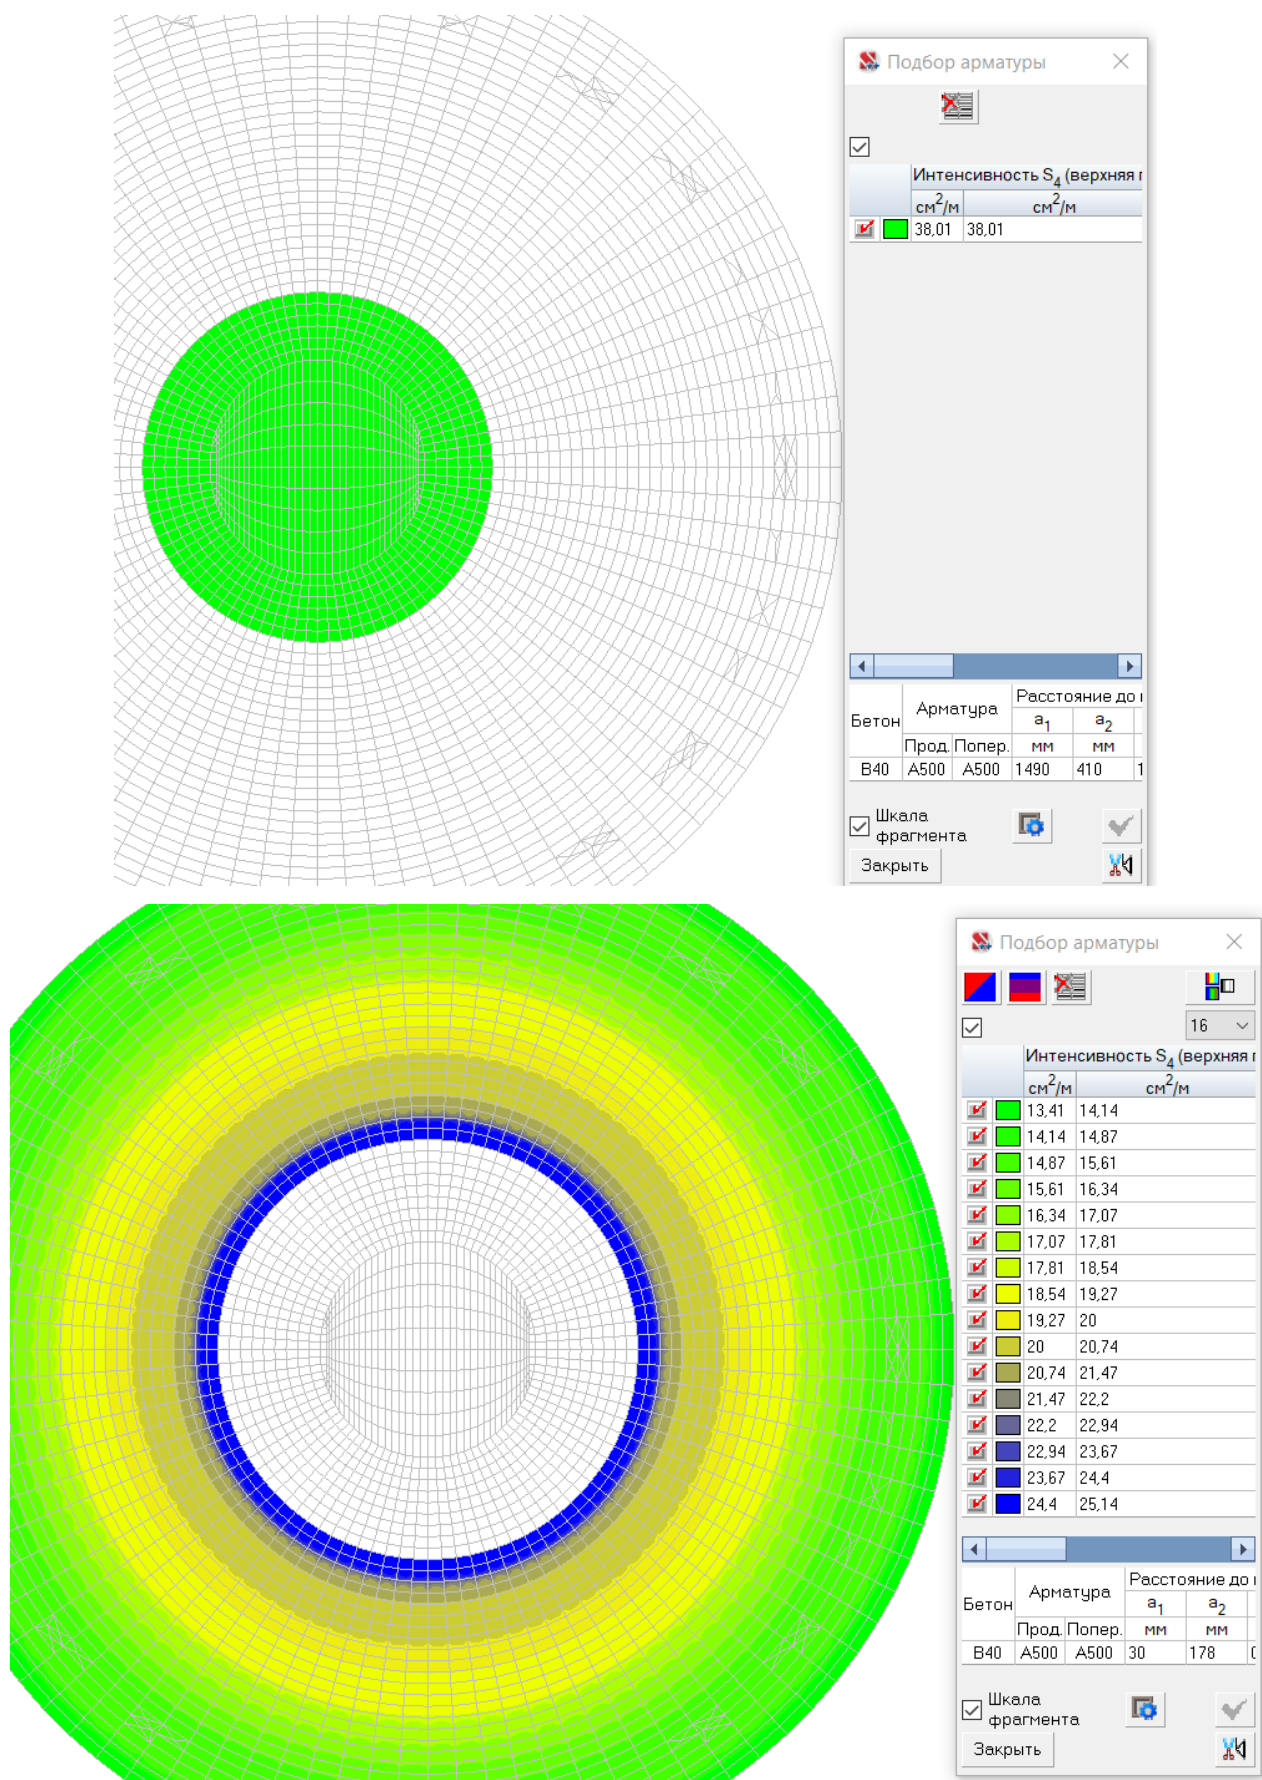 Подбор арматуры
Интенсивность S4 (верхняя г
см2/м см2/м
38,01 38,01
Бетон Арматура Расстояние до
a1 a2
Прод. Попер. мм мм
B40 A500 A500 1490 410 1
Шкала
фрагмента
Закрыть
Подбор арматуры
16
Интенсивность S4 (верхняя г
см2/м см2/м
13,41 14,14
14,14 14,87
14,87 15,61
15,61 16,34
16,34 17,07
17,07 17,81
17,81 18,54
18,54 19,27
19,27 20
20 20,74
20,74 21,47
21,47 22,2
22,2 22,94
22,94 23,67
23,67 24,4
24,4 25,14
Бетон Арматура Расстояние до
a1 a2
Прод. Попер. мм мм
B40 A500 A500 30 178
Шкала
фрагмента
Закрыть